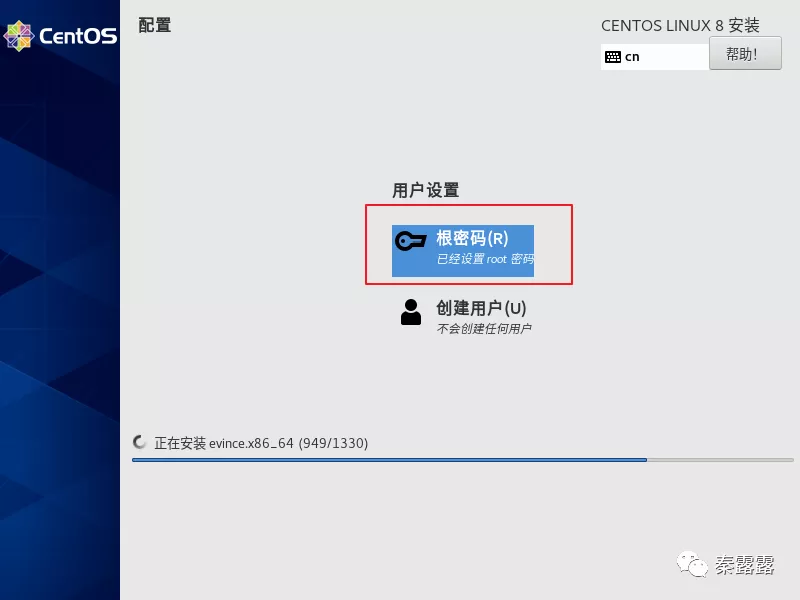 CentOS
配置
CENTOS LINUX 8 安装
cn
帮助!
用户设置
根密码(R)
已经设置 root 密码
创建用户(U)
不会创建任何用户
正在安装 evince.x86_64 (949/1330)
秦露露